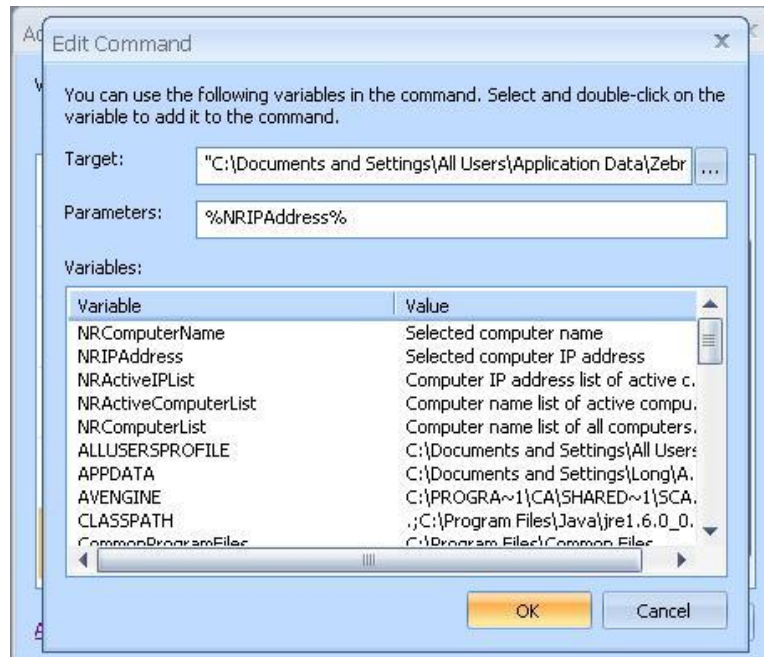 Edit Command
You can use the following variables in the command. Select and double-click on the
variable to add it to the command.
Target: "C:\Documents and Settings\All Users\Application Data\Zebr ...
Parameters: %NRIPAddress%
Variables:
Variable Value
NRComputerName Selected computer name
NRIPAddress Selected computer IP address
NRActiveIPList Computer IP address list of active c.
NRActiveComputerList Computer name list of active compu.
NRComputerList Computer name list of all computers.
ALLUSERSPROFILE C:\Documents and Settings\All Users
APPDATA C:\Documents and Settings\Long\A.
AVENGINE C:\PROGRA~1\CA\SHARED~1\SCA.
CLASSPATH .;C:\Program Files\Java\jre1.6.0_0.
CommonProgramFiles C:\Program Files\Common Files
OK Cancel